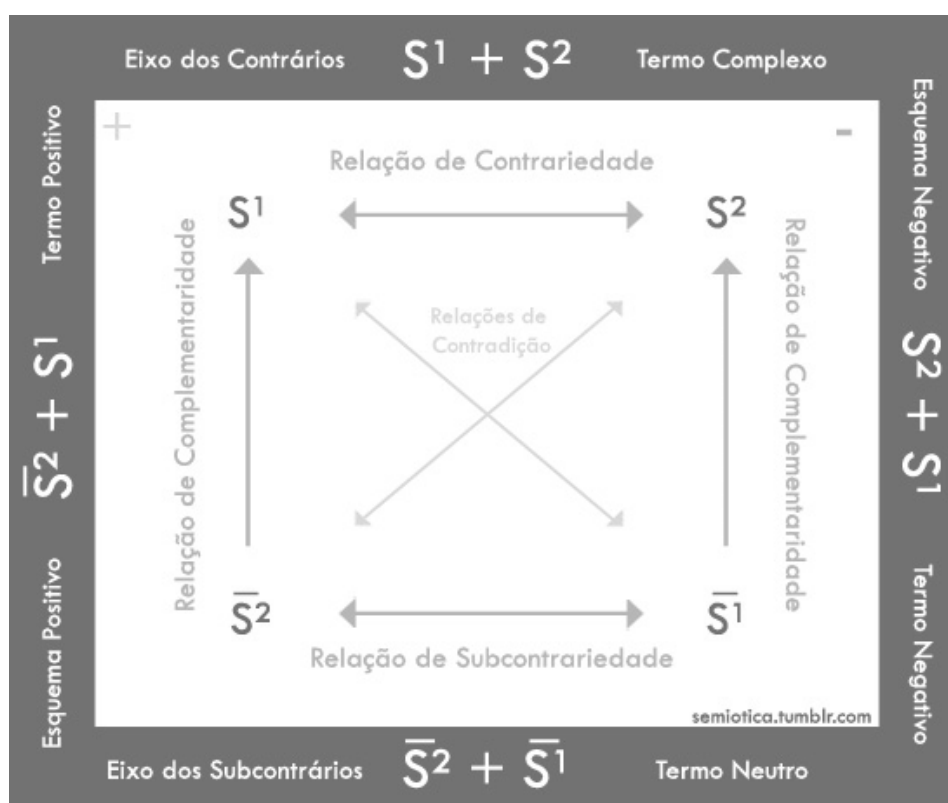 Eixo dos Contrários S1 + S2 Termo Complexo
Termo Positivo
S̅2 + S1
Esquema Positivo
+ -
Relação de Contrariedade
S1 S2
Relação de Complementaridade
Relações de
Contradição
Relação de Complementaridade
S̅2 S̅1
Relação de Subcontrariedade
semiotica.tumblr.com
Esquema Negativo
S2 + S1
Termo Negativo
Eixo dos Subcontrários S̅2 + S̅1 Termo Neutro